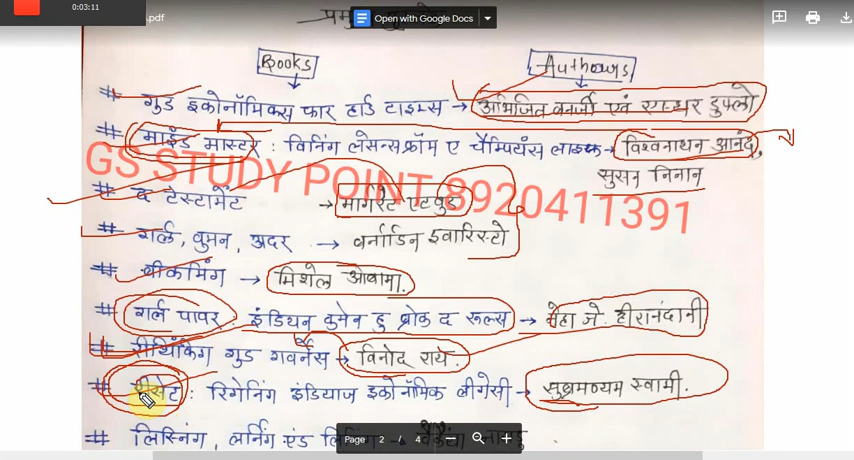 0:03:11
.pdf
Open with Google Docs
Books
Authours
# गुड इकोनॉमिक्स फार हार्ड टाइम्स → अभिजित बनर्जी एवं एस्थर डुफ्लो
# माइंड मास्टर : विनिंग लेसन्स फ्रॉम ए चैम्पियंस लाइफ → विश्वनाथन आनंद,
सुसन निनान
GS STUDY POINT 8920411391
# द टेस्टामेंट → मार्गरेट एटवुड
# गर्ल, वुमन, अदर → बर्नार्डिन इवारिस्टो
# बीकमिंग → मिशेल ओबामा.
# गर्ल पावर : इंडियन वुमेन हु ब्रोक द रूल्स → नेहा जे. हीरानंदानी
# रीथिंकिंग गुड गवर्नेंस → विनोद राय.
# रीसेट : रिगेनिंग इंडियाज इकोनॉमिक लीगेसी → सुब्रमण्यम स्वामी.
# लिस्निंग, लर्निंग एंड लिडिंग →
Page 2 / 4